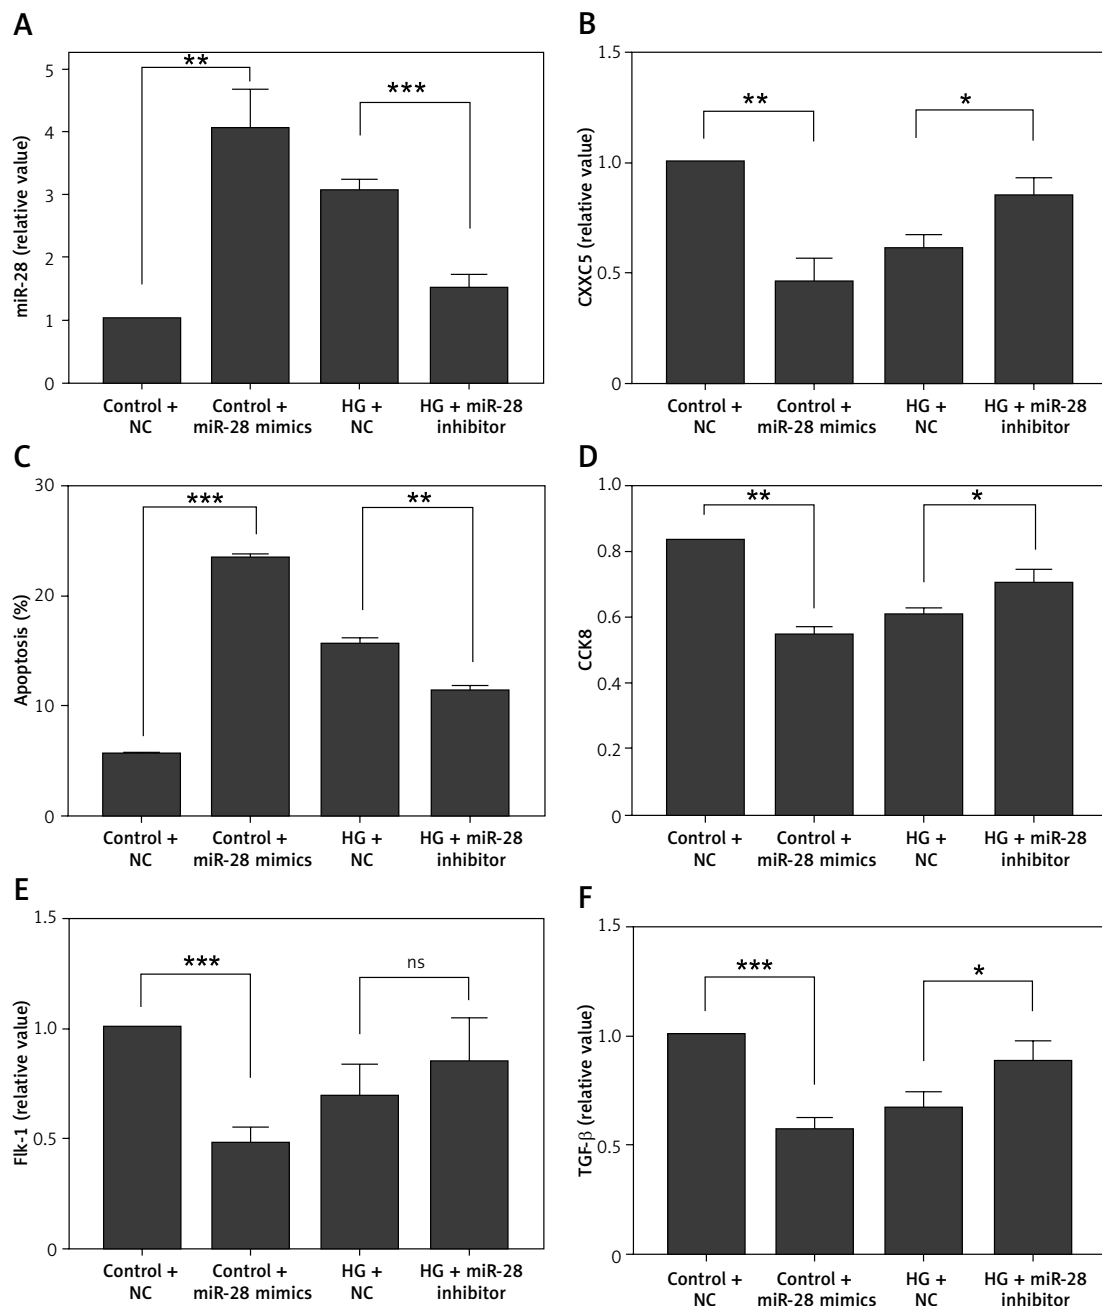 A
miR-28 (relative value)
5
4
3
2
1
0
**
***
Control +
NC
Control +
miR-28 mimics
HG +
NC
HG + miR-28
inhibitor
B
CXXC5 (relative value)
1.5
1.0
0.5
0
**
*
Control +
NC
Control +
miR-28 mimics
HG +
NC
HG + miR-28
inhibitor
C
Apoptosis (%)
30
20
10
0
***
**
Control +
NC
Control +
miR-28 mimics
HG +
NC
HG + miR-28
inhibitor
D
CCK8
1.0
0.8
0.6
0.4
0.2
0
**
*
Control +
NC
Control +
miR-28 mimics
HG +
NC
HG + miR-28
inhibitor
E
Flk-1 (relative value)
1.5
1.0
0.5
0
***
ns
Control +
NC
Control +
miR-28 mimics
HG +
NC
HG + miR-28
inhibitor
F
TGF-β (relative value)
1.5
1.0
0.5
0
***
*
Control +
NC
Control +
miR-28 mimics
HG +
NC
HG + miR-28
inhibitor